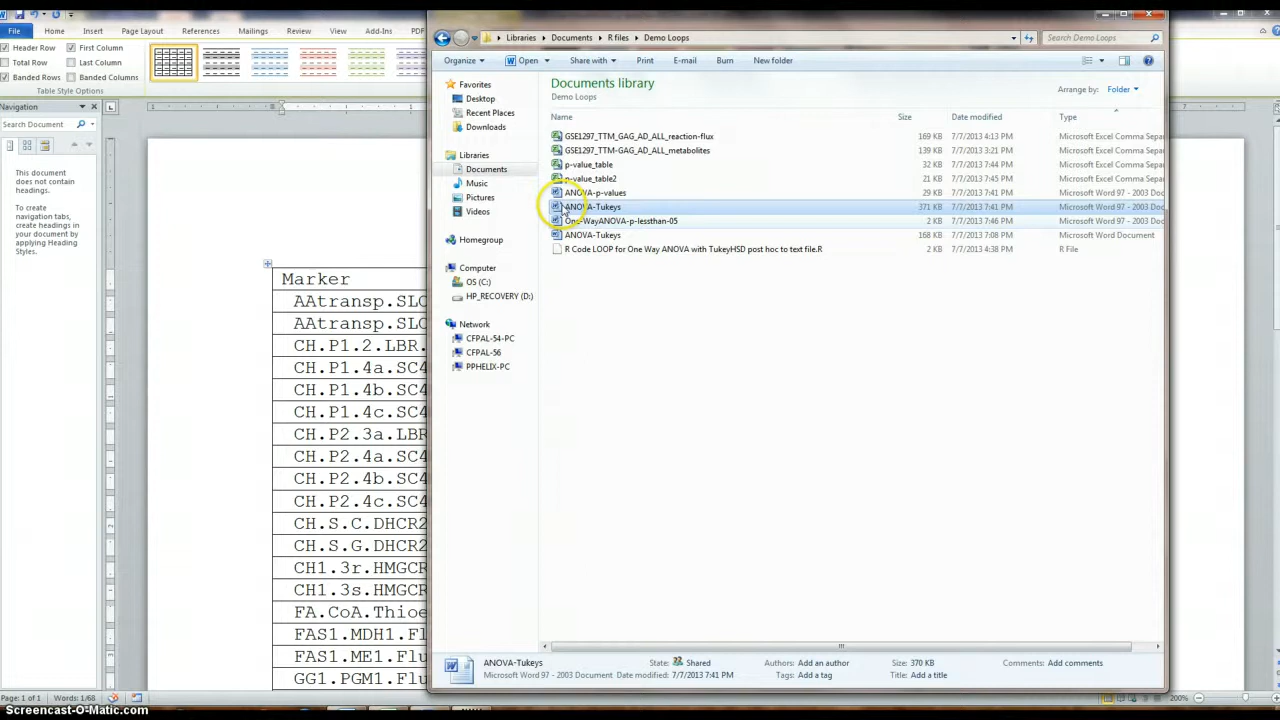 File Home Insert Page Layout References Mailings Review View Add-Ins PDF
Header Row First Column
Total Row Last Column
Banded Rows Banded Columns
Table Style Options
Navigation
Search Document
This document does not contain headings.
To create navigation tabs, create headings in your document by applying Heading Styles.
Marker
AAtransp.SLC
AAtransp.SLC
CH.P1.2.LBR.
CH.P1.4a.SC4
CH.P1.4b.SC4
CH.P1.4c.SC4
CH.P2.3a.LBR
CH.P2.4a.SC4
CH.P2.4b.SC4
CH.P2.4c.SC4
CH.S.C.DHCR2
CH.S.G.DHCR2
CH1.3r.HMGCR
CH1.3s.HMGCR
FA.CoA.Thioe
FAS1.MDH1.Fl
FAS1.ME1.Flu
GG1.PGM1.Flu
Page: 1 of 1 Words: 1/68
200%
Screencast-O-Matic.com
Libraries Documents R files Demo Loops
Search Demo Loops
Organize Open Share with Print E-mail Burn New folder
Favorites
Desktop
Recent Places
Downloads
Libraries
Documents
Music
Pictures
Videos
Homegroup
Computer
OS (C:)
HP_RECOVERY (D:)
Network
CFPAL-54-PC
CFPAL-56
PPHELIX-PC
Documents library
Demo Loops
Arrange by: Folder
Name Size Date modified Type
GSE1297_TTM_GAG_AD_ALL_reaction-flux 169 KB 7/7/2013 4:13 PM Microsoft Excel Comma Separ
GSE1297_TTM-GAG_AD_ALL_metabolites 139 KB 7/7/2013 4:30 PM Microsoft Excel Comma Separ
p-value_table 32 KB 7/7/2013 7:44 PM Microsoft Excel Comma Separ
p-value_table2 21 KB 7/7/2013 7:45 PM Microsoft Excel Comma Separ
ANOVA-p-values 29 KB 7/7/2013 7:41 PM Microsoft Word 97 - 2003 Doc
ANOVA-Tukeys 371 KB 7/7/2013 7:41 PM Microsoft Word 97 - 2003 Doc
One-WayANOVA-p-lessthan-05 2 KB 7/7/2013 7:46 PM Microsoft Word 97 - 2003 Doc
ANOVA-Tukeys 168 KB 7/7/2013 7:08 PM Microsoft Word Document
R Code LOOP for One Way ANOVA with TukeyHSD post hoc to text file.R 2 KB 7/7/2013 4:38 PM R File
ANOVA-Tukeys State: Shared Authors: Add an author Size: 370 KB Comments: Add comments
Microsoft Word 97 - 2003 Document Date modified: 7/7/2013 7:41 PM Tags: Add a tag Title: Add a title